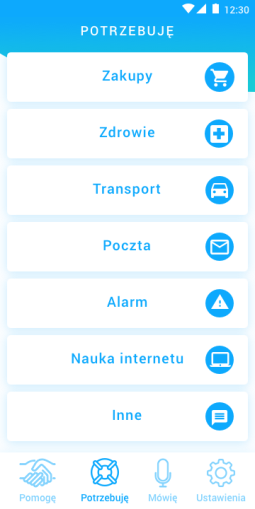 12:30
POTRZEBUJĘ
Zakupy
Zdrowie
Transport
Poczta
Alarm
Nauka internetu
Inne
Pomogę
Potrzebuję
Mówię
Ustawienia